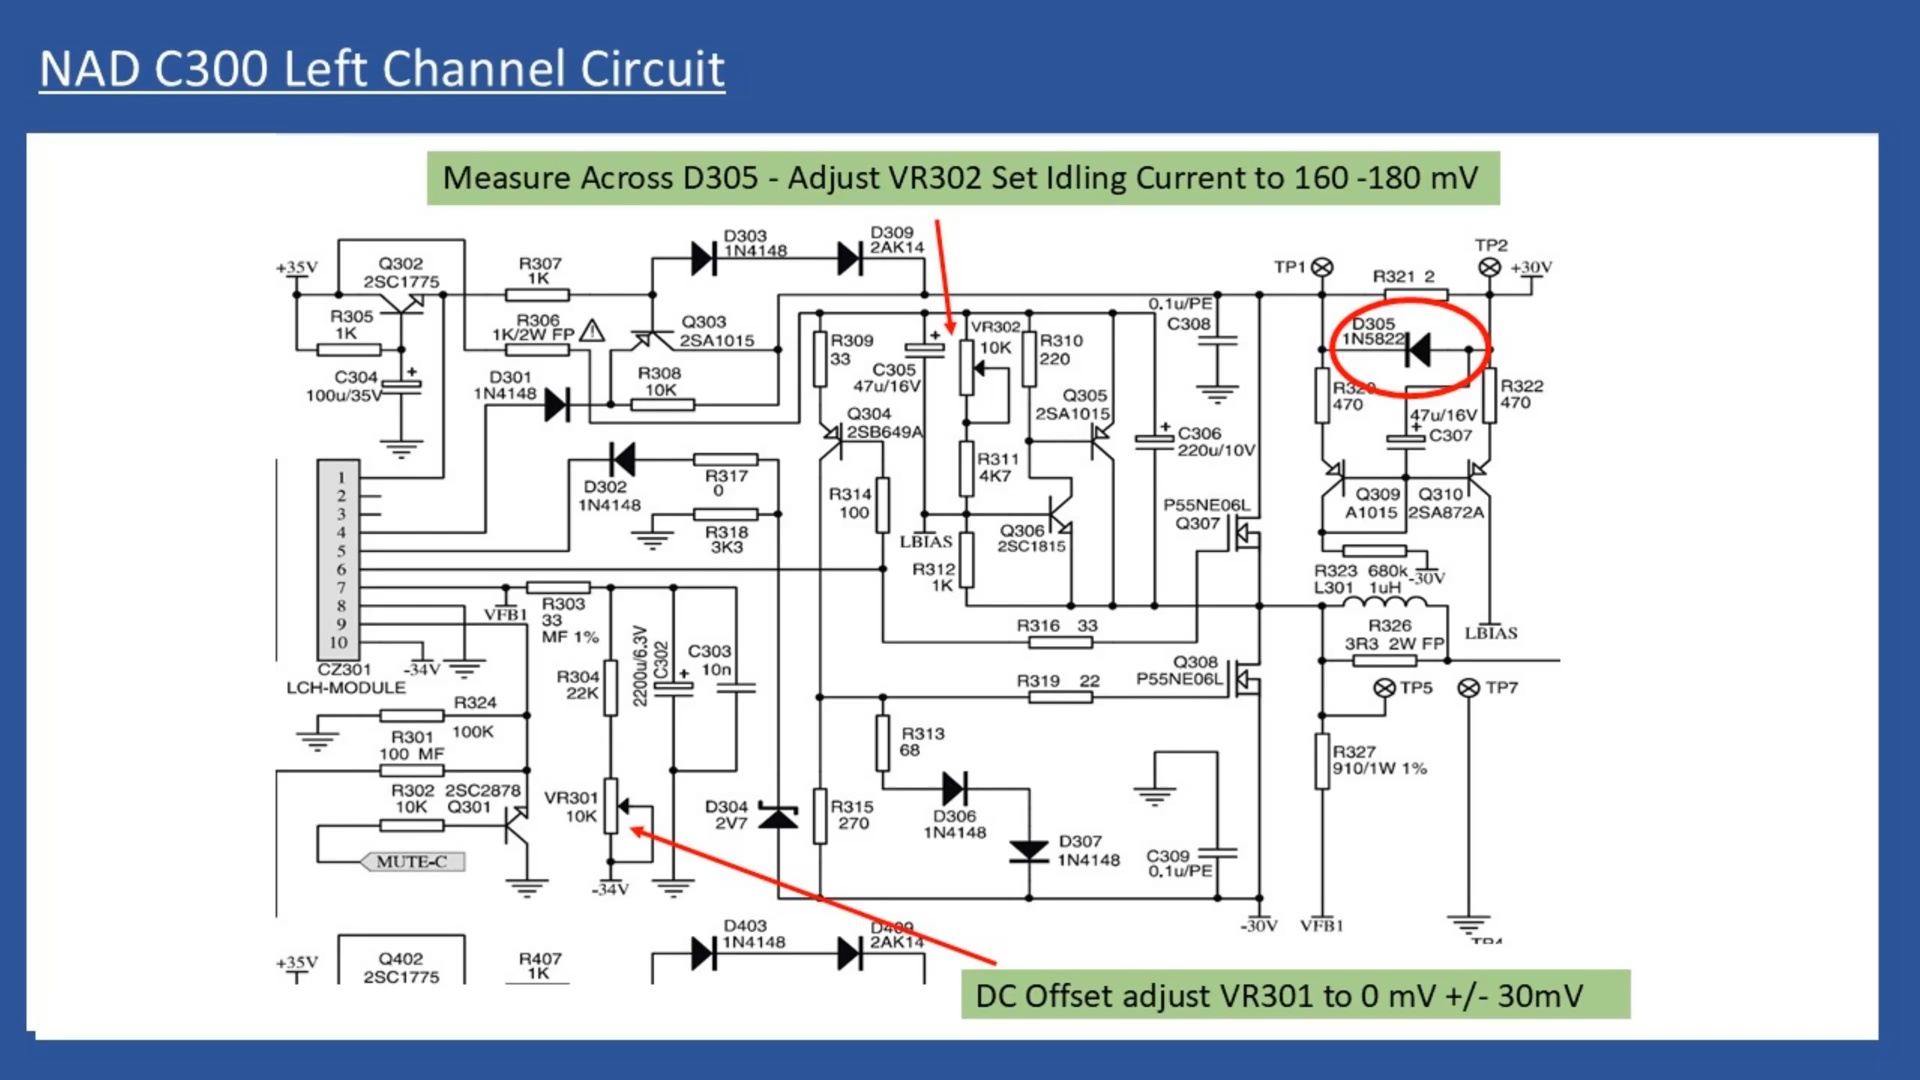 NAD C300 Left Channel Circuit
Measure Across D305 - Adjust VR302 Set Idling Current to 160 -180 mV
+35V
Q302
2SC1775
R305
1K
C304
100u/35V
R307
1K
R306
1K/2W FP
D303
1N4148
D309
2AK14
Q303
2SA1015
R308
10K
D301
1N4148
D302
1N4148
R317
0
R318
3K3
R309
33
C305
47u/16V
Q304
2SB649A
R314
100
VR302
10K
R310
220
Q305
2SA1015
R311
4K7
LBIAS
Q306
2SC1815
R312
1K
C306
220u/10V
0.1u/PE
C308
P55NE06L
Q307
TP1
R321 2
TP2
+30V
D305
1N5822
470
R322
470
47u/16V
C307
Q309
A1015
Q310
2SA872A
R323 680k
-30V
L301 1uH
R326
3R3 2W FP
LBIAS
1
2
3
4
5
6
7
8
9
10
CZ301
LCH-MODULE
-34V
VFB1
R303
33
MF 1%
R304
22K
2200u/6.3V
C302
C303
10n
R316 33
Q308
P55NE06L
R319 22
TP5
TP7
R324
100K
R301
100 MF
R302
10K
2SC2878
Q301
MUTE-C
VR301
10K
-34V
D304
2V7
R315
270
R313
68
D306
1N4148
D307
1N4148
C309
0.1u/PE
R327
910/1W 1%
-30V
VFB1
+35V
Q402
2SC1775
R407
1K
D403
1N4148
2AK14
DC Offset adjust VR301 to 0 mV +/- 30mV